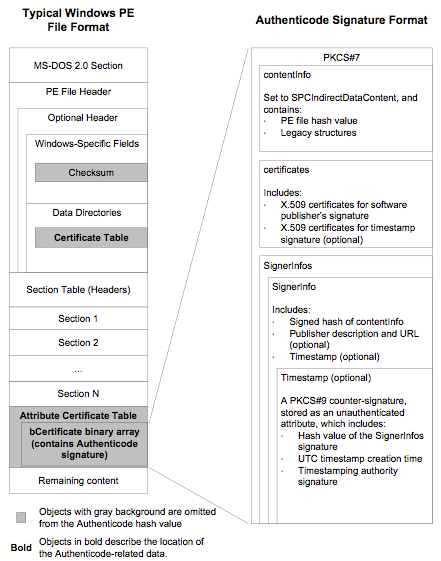 Typical Windows PE
File Format
MS-DOS 2.0 Section
PE File Header
Optional Header
Windows-Specific Fields
Checksum
Data Directories
Certificate Table
Section Table (Headers)
Section 1
Section 2
...
Section N
Attribute Certificate Table
bCertificate binary array
(contains Authenticode
signature)
Remaining content
Objects with gray background are omitted
from the Authenticode hash value
Bold Objects in bold describe the location of
the Authenticode-related data.
Authenticode Signature Format
PKCS#7
contentInfo
Set to SPCIndirectDataContent, and
contains:
· PE file hash value
· Legacy structures
certificates
Includes:
· X.509 certificates for software
publisher's signature
· X.509 certificates for timestamp
signature (optional)
SignerInfos
SignerInfo
Includes:
· Signed hash of contentInfo
· Publisher description and URL
(optional)
· Timestamp (optional)
Timestamp (optional)
A PKCS#9 counter-signature,
stored as an unauthenticated
attribute, which includes:
· Hash value of the SignerInfos
signature
· UTC timestamp creation time
· Timestamping authority
signature